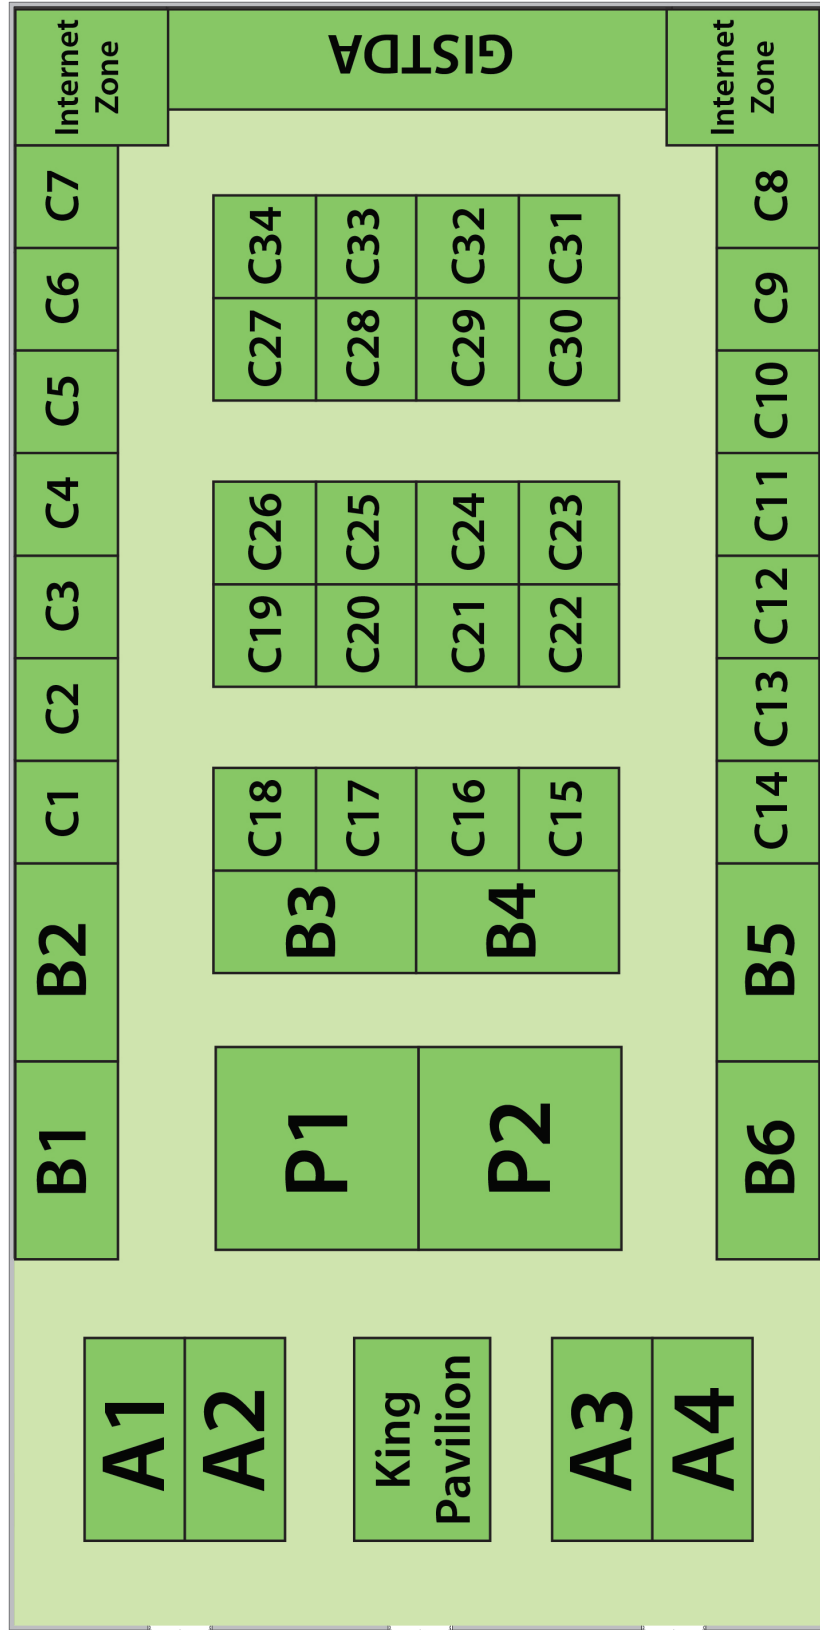 GISTDA
Internet
Zone
Internet
Zone
C7
C6
C5
C4
C3
C2
C1
B2
B1
C34
C33
C32
C31
C27
C28
C29
C30
C26
C25
C24
C23
C19
C20
C21
C22
C18
C17
C16
C15
B3
B4
P1
P2
C8
C9
C10
C11
C12
C13
C14
B5
B6
A1
A2
King
Pavilion
A3
A4